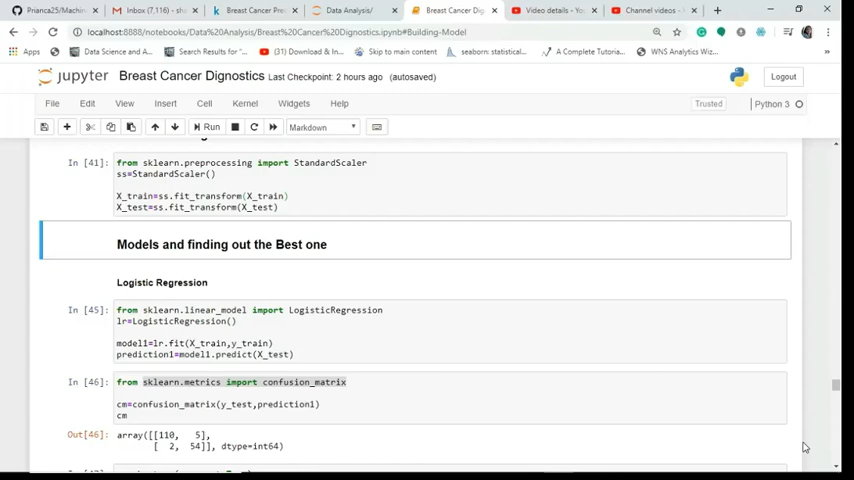 Prianca25/Machin
Inbox (7,116) - sha
Breast Cancer Pre
Data Analysis/
Breast Cancer Dig
Video details - Yo
Channel videos - 
localhost:8888/notebooks/Data%20Analysis/Breast%20Cancer%20Dignostics.ipynb#Building-Model
Apps
Data Science and A...
Search Results for "...
(31) Download & In...
Skip to main content
seaborn: statistical...
A Complete Tutoria...
WNS Analytics Wiz...
jupyter Breast Cancer Dignostics Last Checkpoint: 2 hours ago (autosaved)
Logout
File Edit View Insert Cell Kernel Widgets Help
Trusted
Python 3
Run
Markdown
In [41]: from sklearn.preprocessing import StandardScaler
ss=StandardScaler()
X_train=ss.fit_transform(X_train)
X_test=ss.fit_transform(X_test)
Models and finding out the Best one
Logistic Regression
In [45]: from sklearn.linear_model import LogisticRegression
lr=LogisticRegression()
model1=lr.fit(X_train,y_train)
prediction1=model1.predict(X_test)
In [46]: from sklearn.metrics import confusion_matrix
cm=confusion_matrix(y_test,prediction1)
cm
Out[46]: array([[110, 5],
[ 2, 54]], dtype=int64)